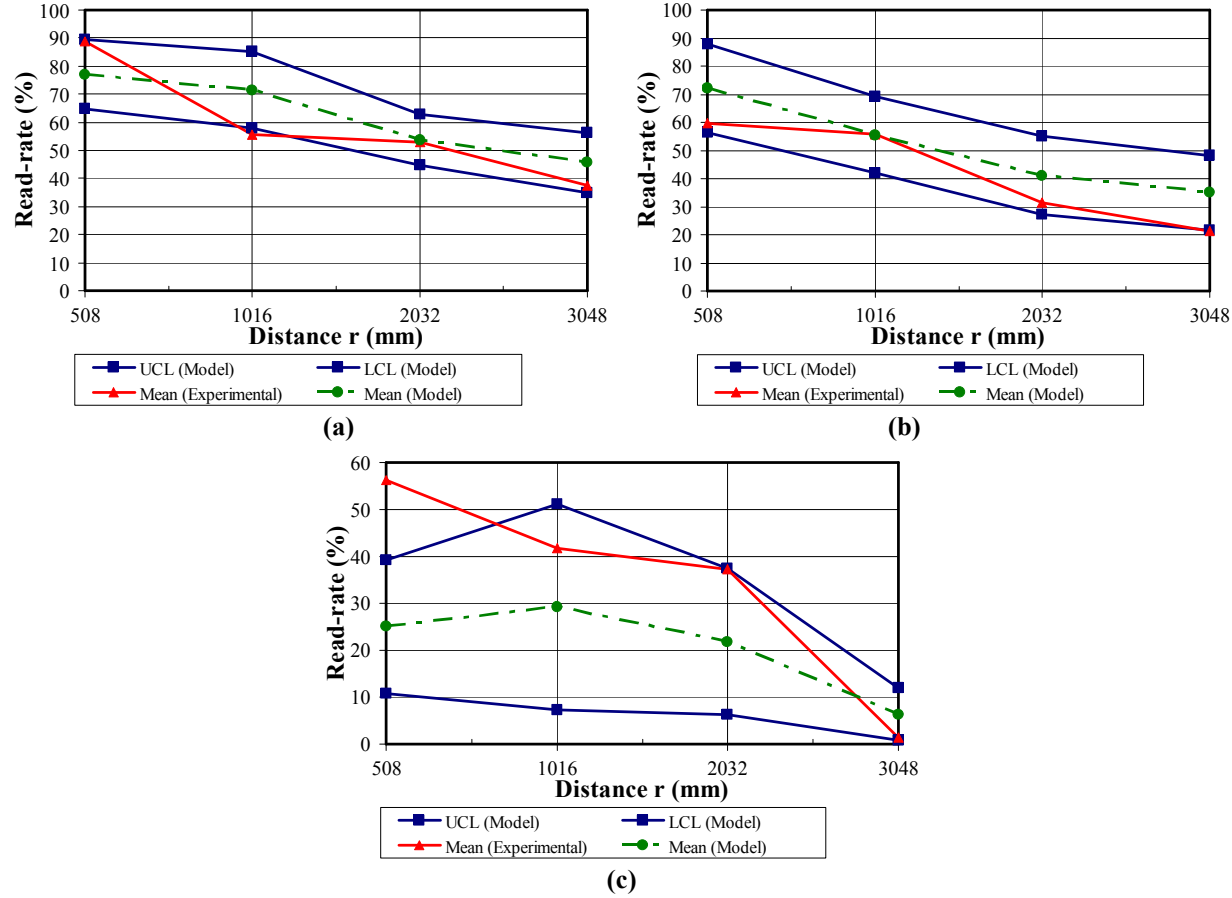 100
90
80
70
60
50
40
30
20
10
0
Read-rate (%)
508 1016 2032 3048
Distance r (mm)
UCL (Model) LCL (Model)
Mean (Experimental) Mean (Model)
(a)
100
90
80
70
60
50
40
30
20
10
0
Read-rate (%)
508 1016 2032 3048
Distance r (mm)
UCL (Model) LCL (Model)
Mean (Experimental) Mean (Model)
(b)
60
50
40
30
20
10
0
Read-rate (%)
508 1016 2032 3048
Distance r (mm)
UCL (Model) LCL (Model)
Mean (Experimental) Mean (Model)
(c)